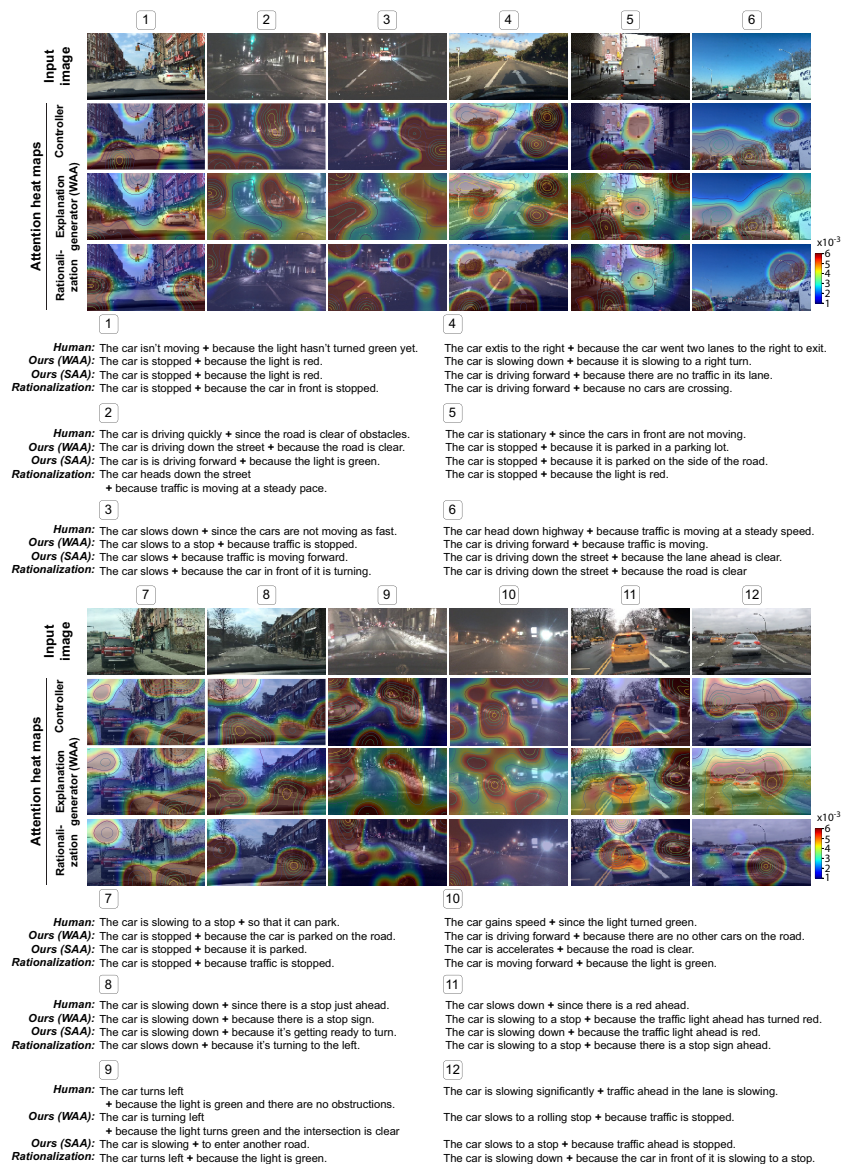 1 2 3 4 5 6
Input image
Attention heat maps
Controller
Explanation generator (WAA)
Rationali-zation
x10⁻³
6
5
4
3
2
1
1
Human: The car isn't moving + because the light hasn't turned green yet.
Ours (WAA): The car is stopped + because the light is red.
Ours (SAA): The car is stopped + because the light is red.
Rationalization: The car is stopped + because the car in front is stopped.
4
The car extis to the right + because the car went two lanes to the right to exit.
The car is slowing down + because it is slowing to a right turn.
The car is driving forward + because there are no traffic in its lane.
The car is driving forward + because no cars are crossing.
2
Human: The car is driving quickly + since the road is clear of obstacles.
Ours (WAA): The car is driving down the street + because the road is clear.
Ours (SAA): The car is is driving forward + because the light is green.
Rationalization: The car heads down the street
+ because traffic is moving at a steady pace.
5
The car is stationary + since the cars in front are not moving.
The car is stopped + because it is parked in a parking lot.
The car is stopped + because it is parked on the side of the road.
The car is stopped + because the light is red.
3
Human: The car slows down + since the cars are not moving as fast.
Ours (WAA): The car slows to a stop + because traffic is stopped.
Ours (SAA): The car slows + because traffic is moving forward.
Rationalization: The car slows + because the car in front of it is turning.
6
The car head down highway + because traffic is moving at a steady speed.
The car is driving forward + because traffic is moving.
The car is driving down the street + because the lane ahead is clear.
The car is driving down the street + because the road is clear
7 8 9 10 11 12
Input image
Attention heat maps
Controller
Explanation generator (WAA)
Rationali-zation
x10⁻³
6
5
4
3
2
1
7
Human: The car is slowing to a stop + so that it can park.
Ours (WAA): The car is stopped + because the car is parked on the road.
Ours (SAA): The car is stopped + because it is parked.
Rationalization: The car is stopped + because traffic is stopped.
10
The car gains speed + since the light turned green.
The car is driving forward + because there are no other cars on the road.
The car is accelerates + because the road is clear.
The car is moving forward + because the light is green.
8
Human: The car is slowing down + since there is a stop just ahead.
Ours (WAA): The car is slowing down + because there is a stop sign.
Ours (SAA): The car is slowing down + because it's getting ready to turn.
Rationalization: The car slows down + because it's turning to the left.
11
The car slows down + since there is a red ahead.
The car is slowing to a stop + because the traffic light ahead has turned red.
The car is slowing down + because the traffic light ahead is red.
The car is slowing to a stop + because there is a stop sign ahead.
9
Human: The car turns left
+ because the light is green and there are no obstructions.
Ours (WAA): The car is turning left
+ because the light turns green and the intersection is clear
Ours (SAA): The car is slowing + to enter another road.
Rationalization: The car turns left + because the light is green.
12
The car is slowing significantly + traffic ahead in the lane is slowing.
The car slows to a rolling stop + because traffic is stopped.
The car slows to a stop + because traffic ahead is stopped.
The car is slowing down + because the car in front of it is slowing to a stop.